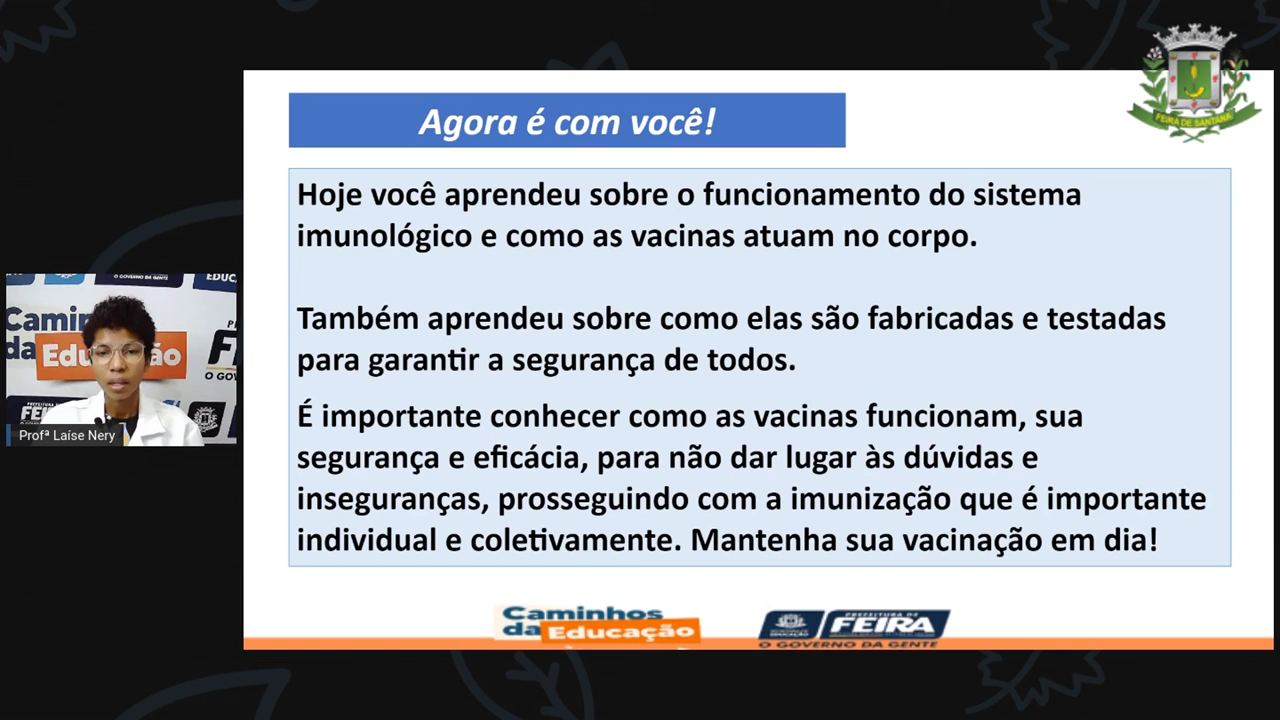 Agora é com você!
FEIRA DE SANTANA
Hoje você aprendeu sobre o funcionamento do sistema
imunológico e como as vacinas atuam no corpo.
Também aprendeu sobre como elas são fabricadas e testadas
para garantir a segurança de todos.
É importante conhecer como as vacinas funcionam, sua
segurança e eficácia, para não dar lugar às dúvidas e
inseguranças, prosseguindo com a imunização que é importante
individual e coletivamente. Mantenha sua vacinação em dia!
Profª Laíse Nery
Caminhos
da Educação
PREFEITURA DE
FEIRA
O GOVERNO DA GENTE